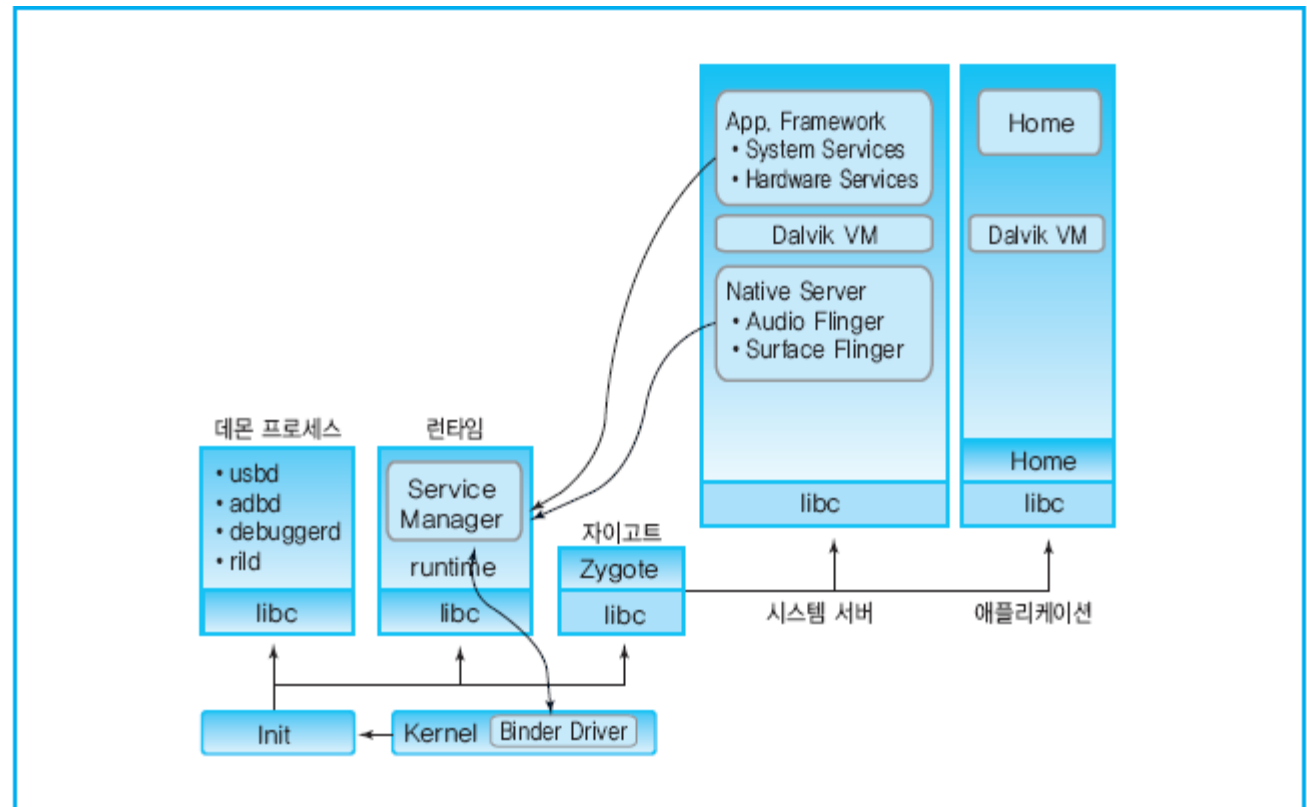 App, Framework
• System Services
• Hardware Services
Dalvik VM
Native Server
• Audio Flinger
• Surface Flinger
libc
Home
Dalvik VM
Home
libc
데몬 프로세스
• usbd
• adbd
• debuggerd
• rild
libc
런타임
Service
Manager
runtime
libc
자이고트
Zygote
libc
시스템 서버
애플리케이션
Init
Kernel
Binder Driver